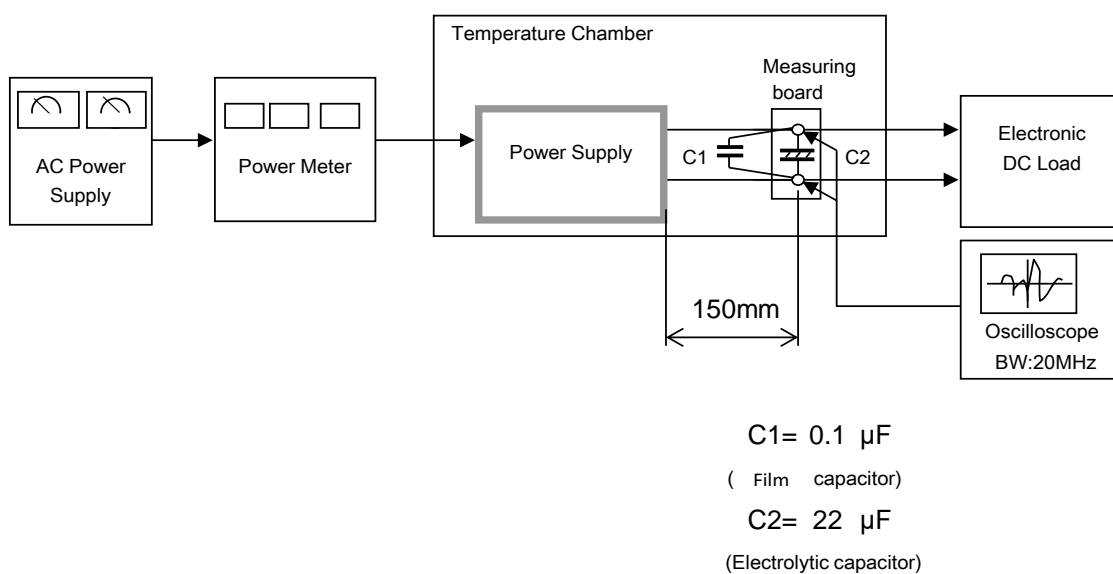 Temperature Chamber
Measuring
board
AC Power
Supply
Power Meter
Power Supply
C1
C2
Electronic
DC Load
150mm
Oscilloscope
BW:20MHz
C1= 0.1 µF
( Film capacitor)
C2= 22 µF
(Electrolytic capacitor)